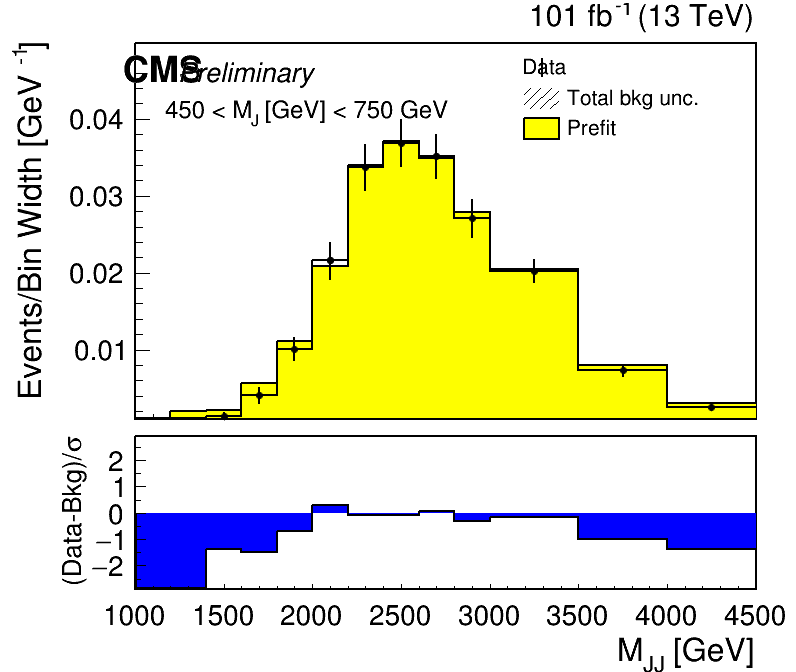 101 fb⁻¹ (13 TeV)
CMS Preliminary
450 < M_J [GeV] < 750 GeV
Data
Total bkg unc.
Prefit
Events/Bin Width [GeV⁻¹]
0.04
0.03
0.02
0.01
(Data-Bkg)/σ
2
1
0
−1
−2
1000 1500 2000 2500 3000 3500 4000 4500
M_JJ [GeV]